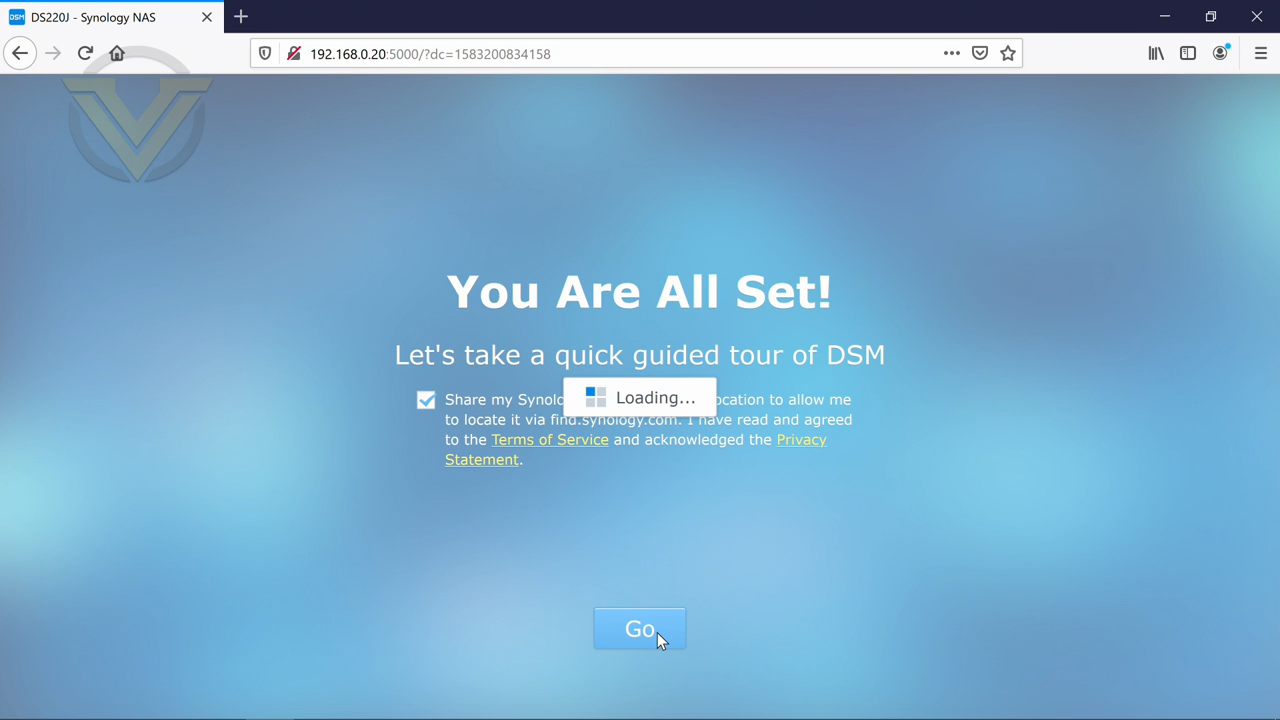 DSM DS220J - Synology NAS
192.168.0.20:5000/?dc=1583200834158
You Are All Set!
Let's take a quick guided tour of DSM
Share my Synolo
ocation to allow me
Loading...
to locate it via find.synology.com. I have read and agreed
to the Terms of Service and acknowledged the Privacy
Statement.
Go